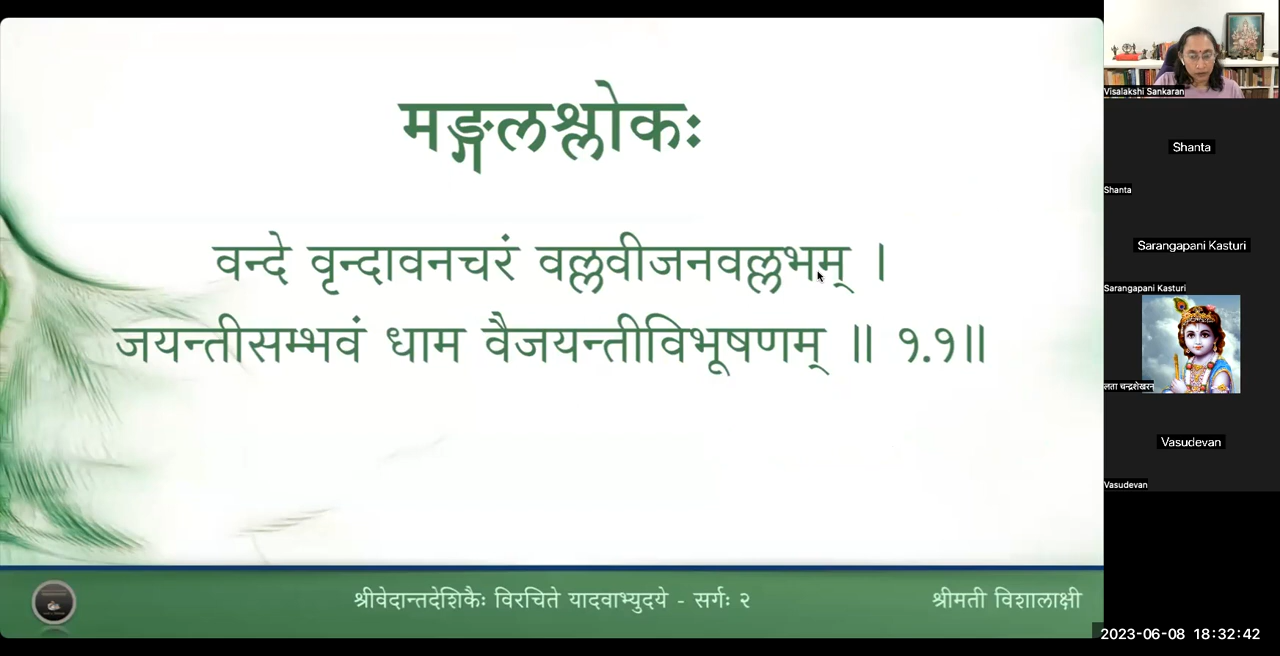 मङ्गलश्लोकः
वन्दे वृन्दावनचरं वल्लवीजनवल्लभम् ।
जयन्तीसम्भवं धाम वैजयन्तीविभूषणम् ॥ १.१॥
श्रीवेदान्तदेशिकैः विरचिते यादवाभ्युदये - सर्गः २
श्रीमती विशालाक्षी
Visalakshi Sankaran
Shanta
Shanta
Sarangapani Kasturi
Sarangapani Kasturi
लता चन्द्रशेखरन
Vasudevan
Vasudevan
2023-06-08 18:32:42